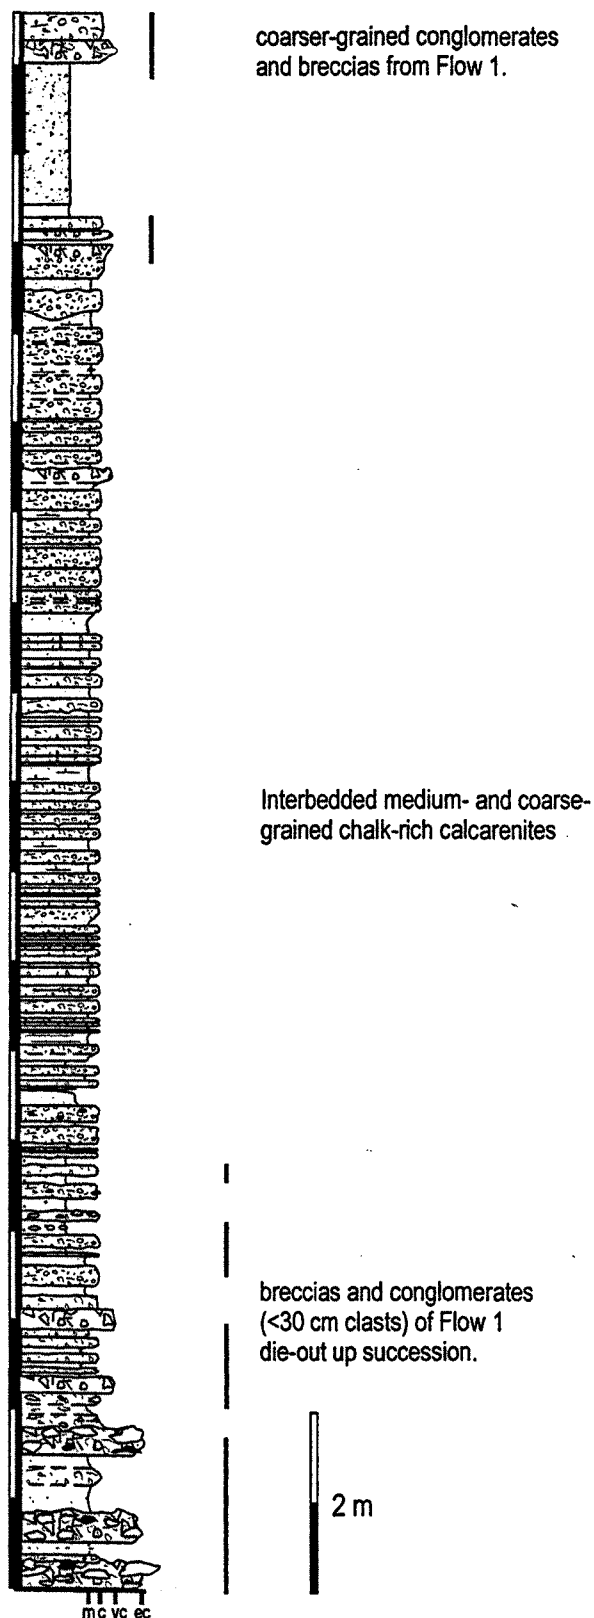 coarser-grained conglomerates
and breccias from Flow 1.
Interbedded medium- and coarse-
grained chalk-rich calcarenites
breccias and conglomerates
(<30 cm clasts) of Flow 1
die-out up succession.
2 m
m c vc ec